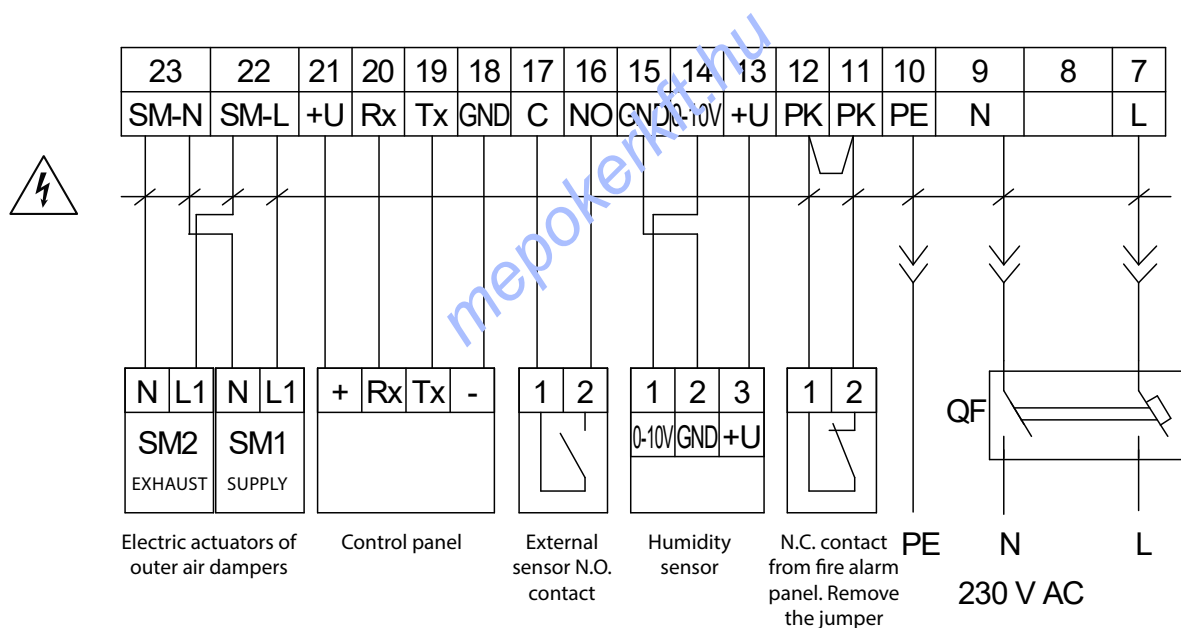 23 22 21 20 19 18 17 16 15 14 13 12 11 10 9 8 7
SM-N SM-L +U Rx Tx GND C NO GND 0-10V +U PK PK PE N L
mepokerkft.hu
N L1 N L1 + Rx Tx - 1 2 1 2 3 1 2
SM2 SM1 0-10V GND +U QF
EXHAUST SUPPLY
Electric actuators of
outer air dampers
Control panel
External
sensor N.O.
contact
Humidity
sensor
N.C. contact
from fire alarm
panel. Remove
the jumper
PE N L
230 V AC